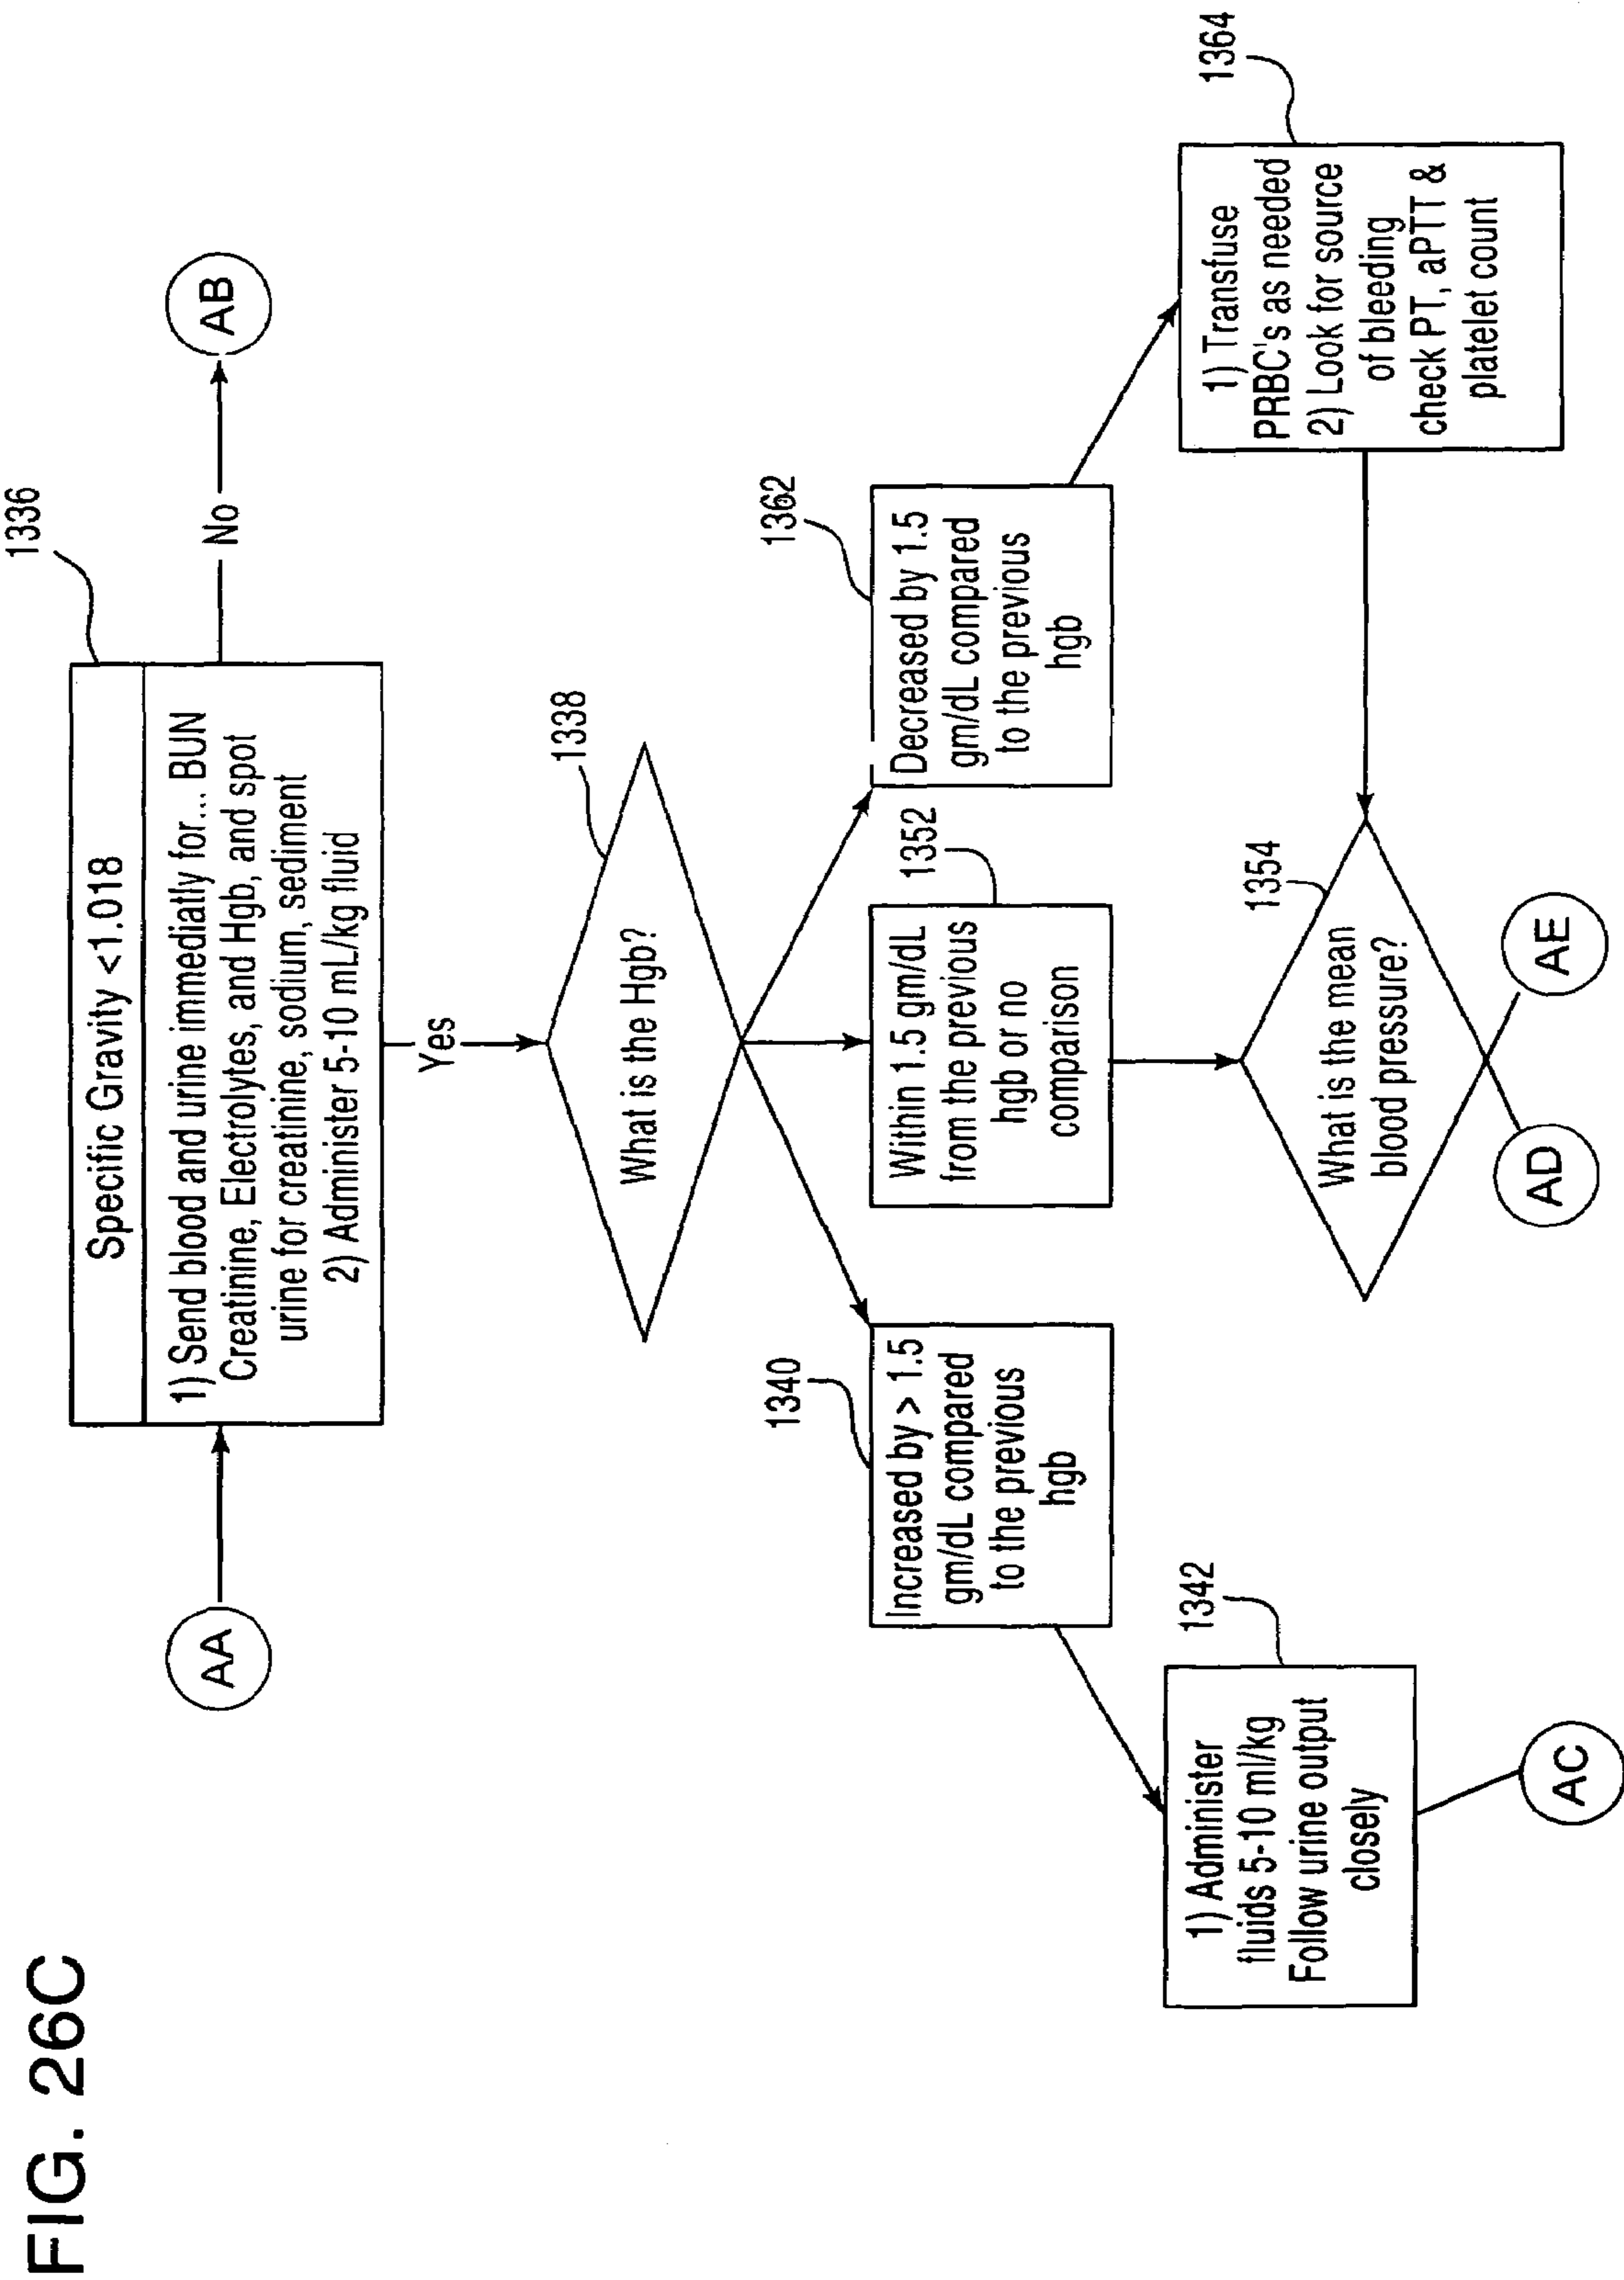 FIG. 26C
1336
Specific Gravity <1.018
AA
1) Send blood and urine immediatly for... BUN
Creatinine, Electrolytes, and Hgb, and spot
urine for creatinine, sodium, sediment
2) Administer 5-10 mL/kg fluid
No
AB
Yes
1338
What is the Hgb?
1340
Increased by > 1.5
gm/dL compared
to the previous
hgb
1352
Within 1.5 gm/dL
from the previous
hgb or no
comparison
1362
Decreased by 1.5
gm/dL compared
to the previous
hgb
1342
1) Administer
fluids 5-10 ml/kg
Follow urine output
closely
1354
What is the mean
blood pressure?
1364
1) Transfuse
PRBC's as needed
2) Look for source
of bleeding
check PT, aPTT &
platelet count
AC
AD
AE